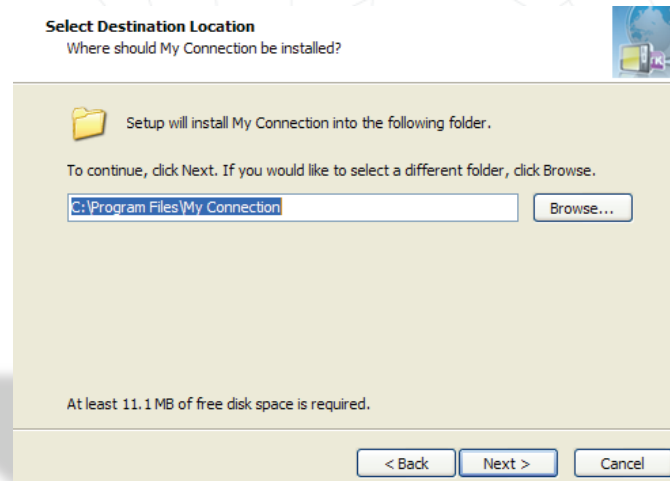 Select Destination Location
Where should My Connection be installed?
Setup will install My Connection into the following folder.
To continue, click Next. If you would like to select a different folder, click Browse.
C:\Program Files\My Connection
Browse...
At least 11.1 MB of free disk space is required.
< Back
Next >
Cancel